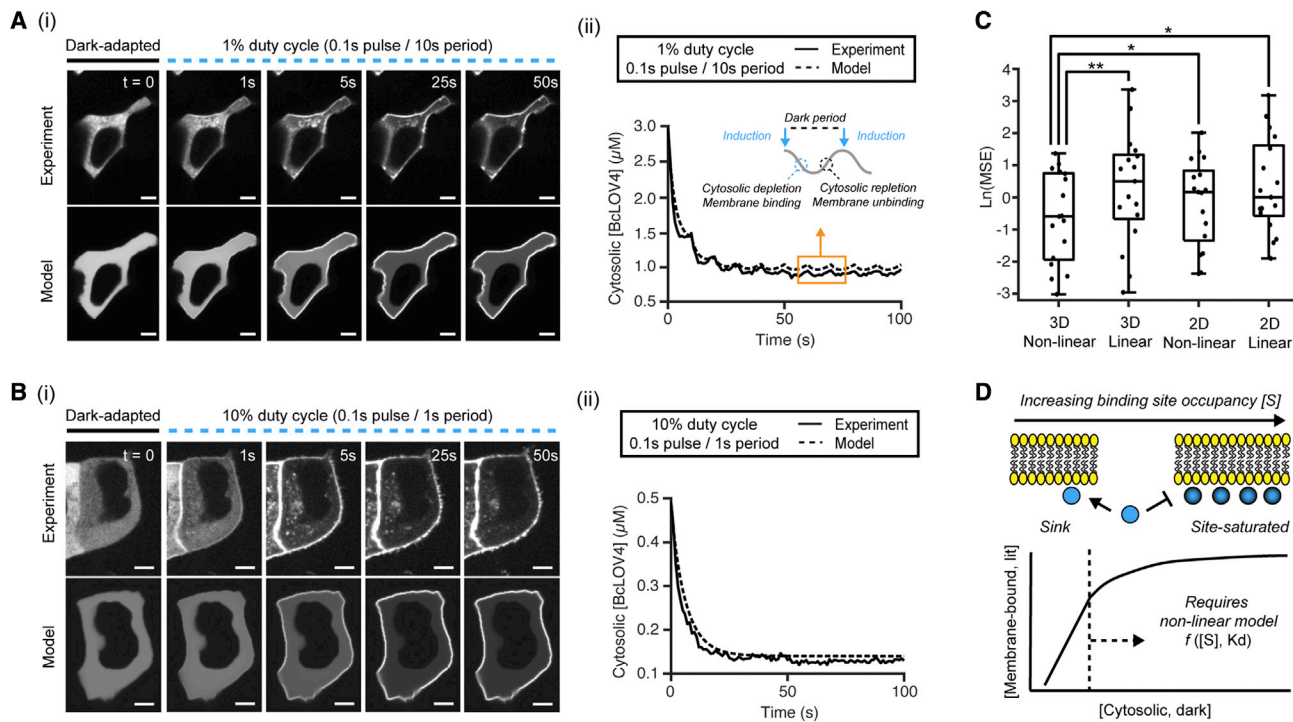 A (i)
Dark-adapted
1% duty cycle (0.1s pulse / 10s period)
Experiment
t = 0
1s
5s
25s
50s
Model
(ii)
1% duty cycle
0.1s pulse / 10s period
Experiment
Model
Cytosolic [BcLOV4] (µM)
3.0
2.5
2.0
1.5
1.0
0.5
0
50
100
Time (s)
Dark period
Induction
Induction
Cytosolic depletion
Membrane binding
Cytosolic repletion
Membrane unbinding
B (i)
Dark-adapted
10% duty cycle (0.1s pulse / 1s period)
Experiment
t = 0
1s
5s
25s
50s
Model
(ii)
10% duty cycle
0.1s pulse / 1s period
Experiment
Model
Cytosolic [BcLOV4] (µM)
0.5
0.4
0.3
0.2
0.1
0
50
100
Time (s)
C
*
*
**
Ln(MSE)
4
3
2
1
0
-1
-2
-3
3D
Non-linear
3D
Linear
2D
Non-linear
2D
Linear
D
Increasing binding site occupancy [S]
Sink
Site-saturated
[Membrane-bound, lit]
Requires
non-linear model
f ([S], Kd)
[Cytosolic, dark]